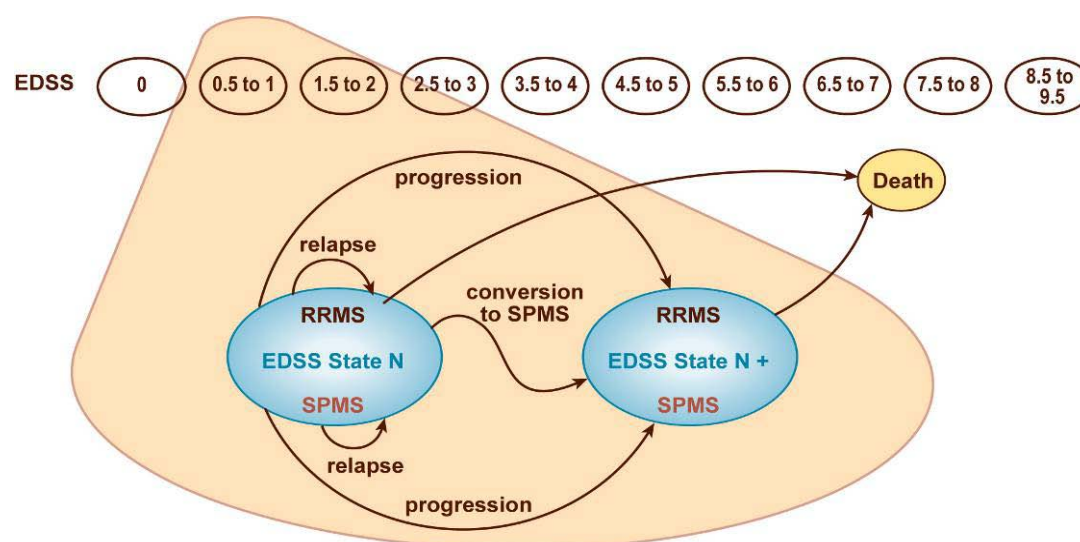 EDSS 0 0.5 to 1 1.5 to 2 2.5 to 3 3.5 to 4 4.5 to 5 5.5 to 6 6.5 to 7 7.5 to 8 8.5 to
9.5
progression
Death
relapse
conversion
to SPMS
RRMS
EDSS State N
SPMS
RRMS
EDSS State N +
SPMS
relapse
progression